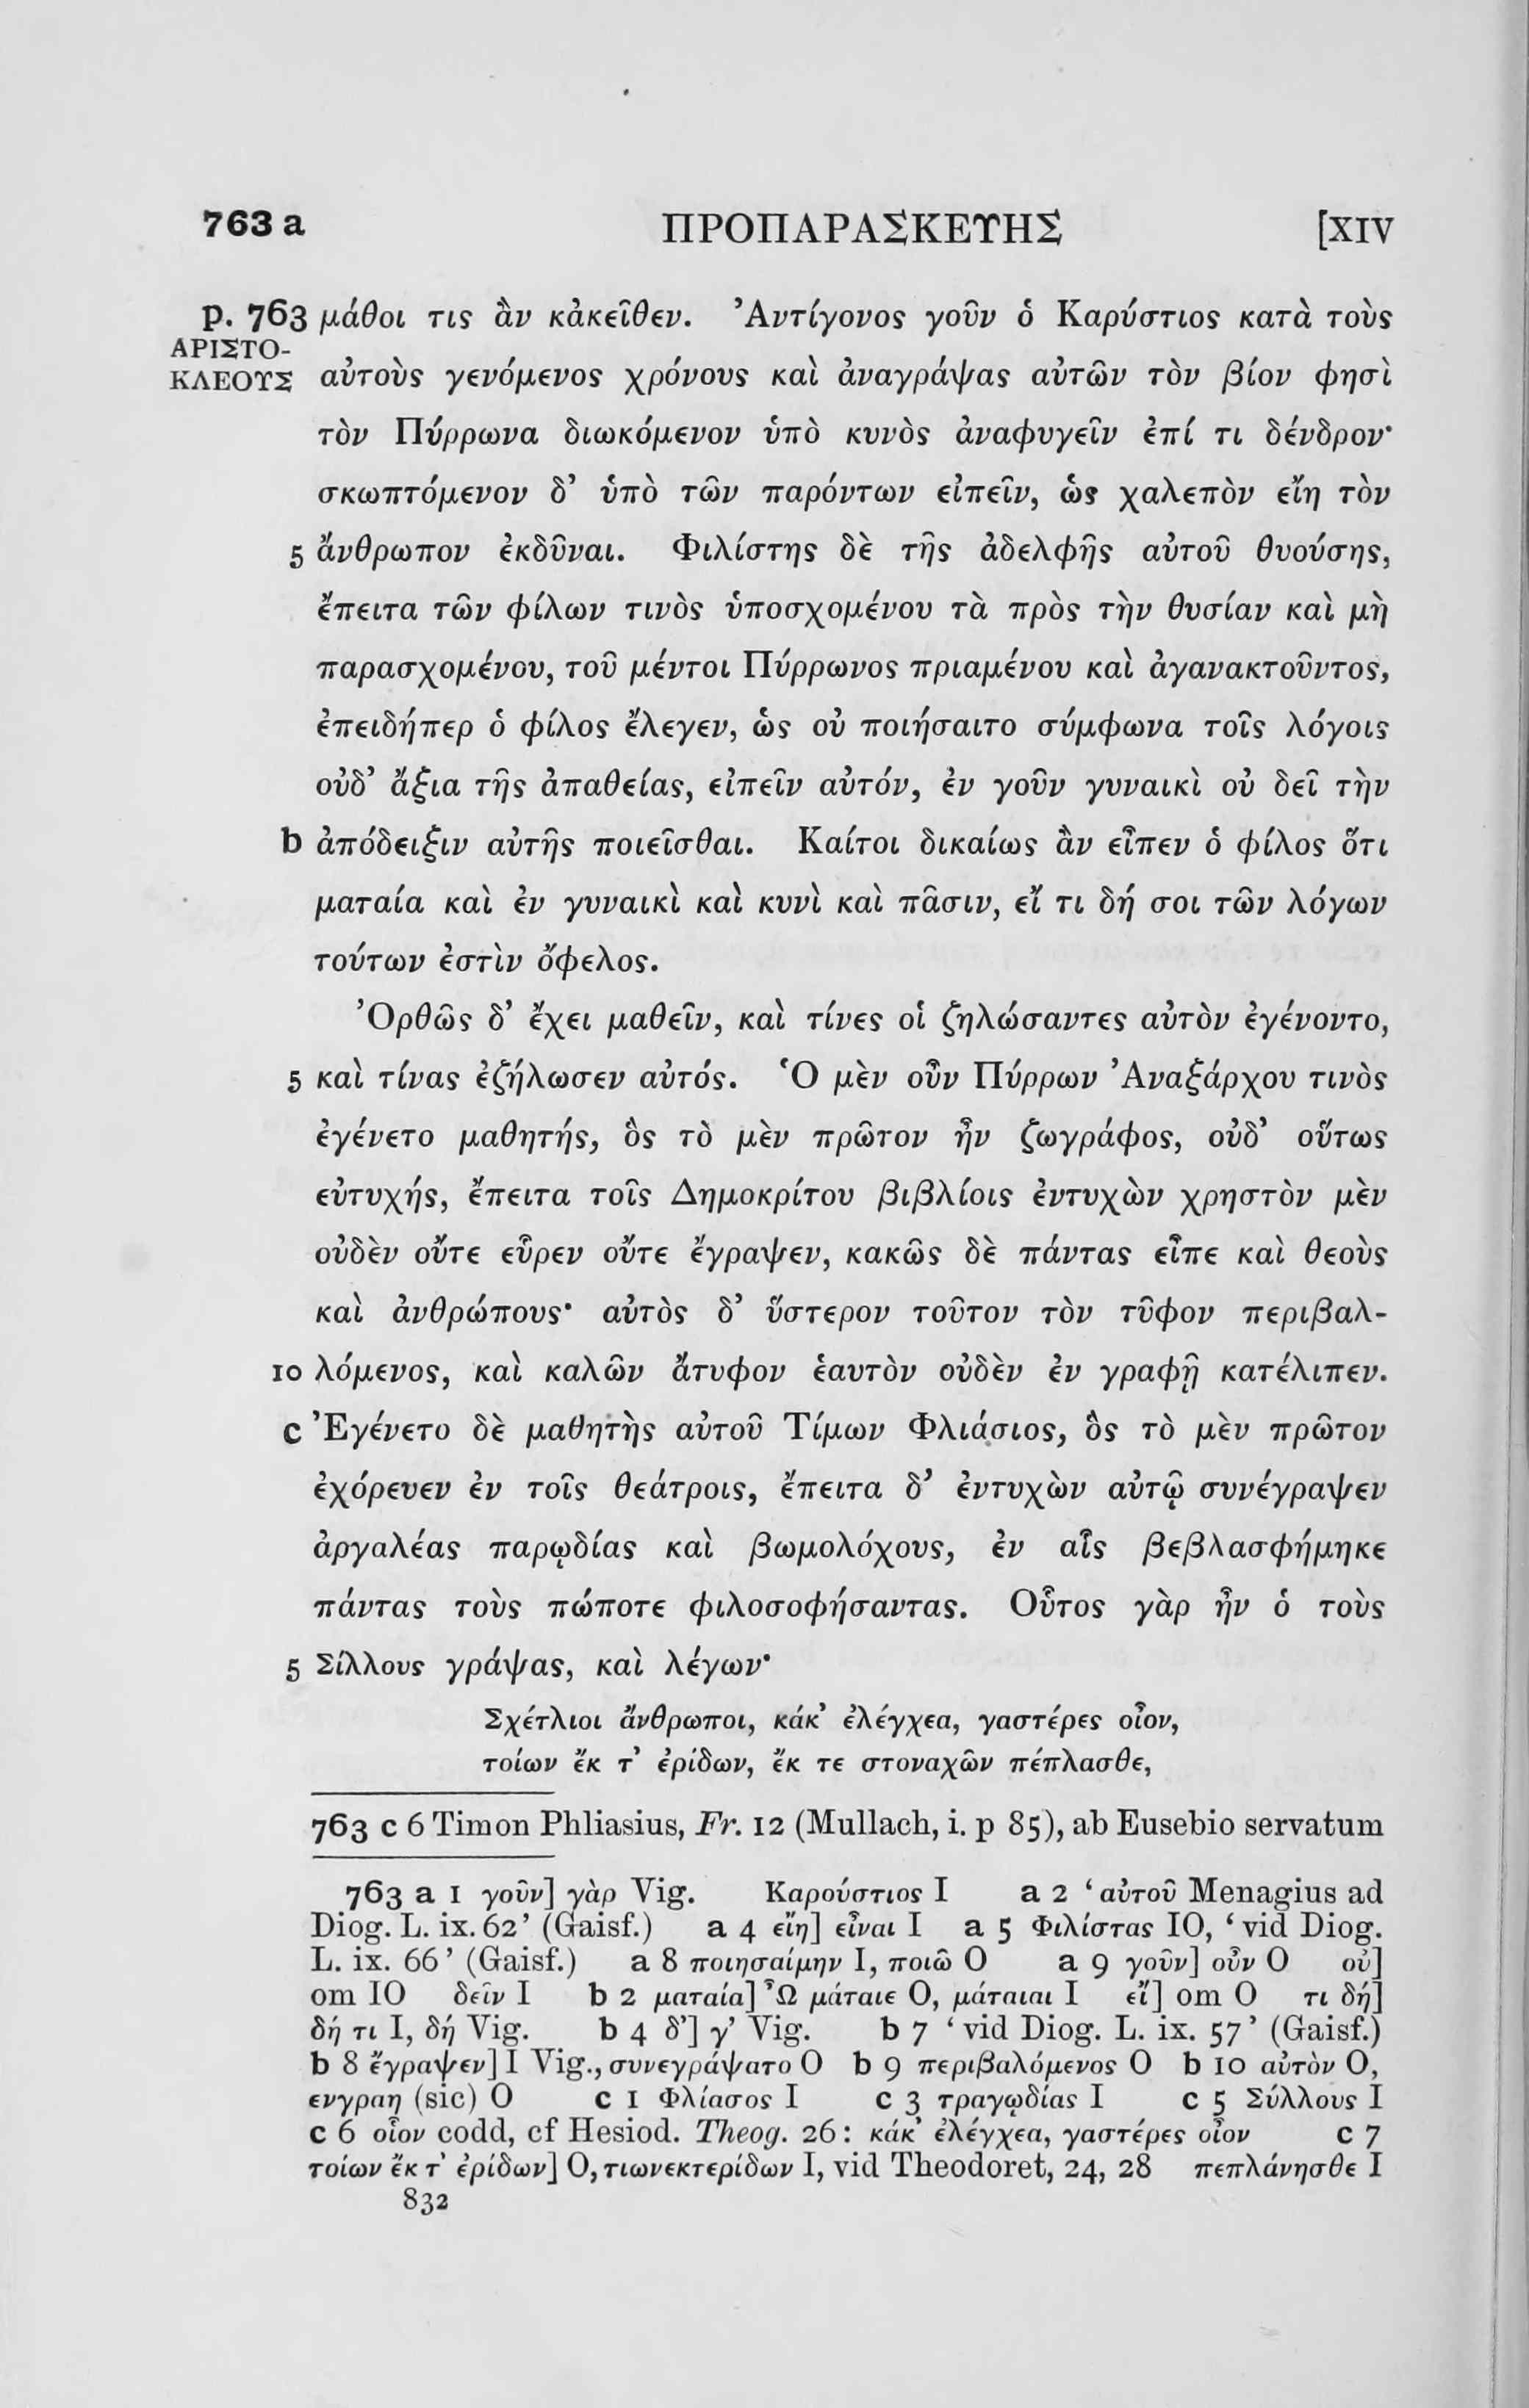 763 a ΠΡΟΠΑΡΑΣΚΕΥΗΣ [XIV
p. 763 μάθοι τις ἂν κἀκεῖθεν. Ἀντίγονος γοῦν ὁ Καρύστιος κατὰ τοὺς
ΑΡΙΣΤΟ-
ΚΛΕΟΥΣ αὐτοὺς γενόμενος χρόνους καὶ ἀναγράψας αὐτῶν τὸν βίον φησὶ
τὸν Πύρρωνα διωκόμενον ὑπὸ κυνὸς ἀναφυγεῖν ἐπί τι δένδρον·
σκωπτόμενον δ’ ὑπὸ τῶν παρόντων εἰπεῖν, ὡς χαλεπὸν εἴη τὸν
5 ἄνθρωπον ἐκδῦναι. Φιλίστης δὲ τῆς ἀδελφῆς αὐτοῦ θυούσης,
ἔπειτα τῶν φίλων τινὸς ὑποσχομένου τὰ πρὸς τὴν θυσίαν καὶ μὴ
παρασχομένου, τοῦ μέντοι Πύρρωνος πριαμένου καὶ ἀγανακτοῦντος,
ἐπειδήπερ ὁ φίλος ἔλεγεν, ὡς οὐ ποιήσαιτο σύμφωνα τοῖς λόγοις
οὐδ’ ἄξια τῆς ἀπαθείας, εἰπεῖν αὐτόν, ἐν γοῦν γυναικὶ οὐ δεῖ τὴν
b ἀπόδειξιν αὐτῆς ποιεῖσθαι. Καίτοι δικαίως ἂν εἶπεν ὁ φίλος ὅτι
ματαία καὶ ἐν γυναικὶ καὶ κυνὶ καὶ πᾶσιν, εἴ τι δή σοι τῶν λόγων
τούτων ἐστὶν ὄφελος.
Ὀρθῶς δ’ ἔχει μαθεῖν, καὶ τίνες οἱ ζηλώσαντες αὐτὸν ἐγένοντο,
5 καὶ τίνας ἐζήλωσεν αὐτός. Ὁ μὲν οὖν Πύρρων Ἀναξάρχου τινὸς
ἐγένετο μαθητής, ὃς τὸ μὲν πρῶτον ἦν ζωγράφος, οὐδ’ οὕτως
εὐτυχής, ἔπειτα τοῖς Δημοκρίτου βιβλίοις ἐντυχὼν χρηστὸν μὲν
οὐδὲν οὔτε εὗρεν οὔτε ἔγραψεν, κακῶς δὲ πάντας εἶπε καὶ θεοὺς
καὶ ἀνθρώπους· αὐτὸς δ’ ὕστερον τοῦτον τὸν τῦφον περιβαλ-
10 λόμενος, καὶ καλῶν ἄτυφον ἑαυτὸν οὐδὲν ἐν γραφῇ κατέλιπεν.
c Ἐγένετο δὲ μαθητὴς αὐτοῦ Τίμων Φλιάσιος, ὃς τὸ μὲν πρῶτον
ἐχόρευεν ἐν τοῖς θεάτροις, ἔπειτα δ’ ἐντυχὼν αὐτῷ συνέγραψεν
ἀργαλέας παρῳδίας καὶ βωμολόχους, ἐν αἷς βεβλασφήμηκε
πάντας τοὺς πώποτε φιλοσοφήσαντας. Οὗτος γὰρ ἦν ὁ τοὺς
5 Σίλλους γράψας, καὶ λέγων·
Σχέτλιοι ἄνθρωποι, κάκ’ ἐλέγχεα, γαστέρες οἶον,
τοίων ἔκ τ’ ἐρίδων, ἔκ τε στοναχῶν πέπλασθε,
763 c 6 Timon Phliasius, Fr. 12 (Mullach, i. p 85), ab Eusebio servatum
763 a 1 γοῦν] γὰρ Vig. Καρούστιος I a 2 ‘αὐτοῦ Menagius ad
Diog. L. ix. 62’ (Gaisf.) a 4 εἴη] εἶναι I a 5 Φιλίστας IO, ‘vid Diog.
L. ix. 66’ (Gaisf.) a 8 ποιησαίμην I, ποιῶ O a 9 γοῦν] οὖν O οὐ]
om IO δεῖν I b 2 ματαία] Ὦ μάταιε O, μάταιαι I εἴ] om O τι δή]
δή τι I, δή Vig. b 4 δ’] γ’ Vig. b 7 ‘vid Diog. L. ix. 57’ (Gaisf.)
b 8 ἔγραψεν] I Vig., συνεγράψατο O b 9 περιβαλόμενος O b 10 αὐτὸν O,
ενγραη (sic) O c 1 Φλίασος I c 3 τραγῳδίας I c 5 Σύλλους I
c 6 οἷον codd, cf Hesiod. Theog. 26: κάκ’ ἐλέγχεα, γαστέρες οἶον c 7
τοίων ἔκ τ’ ἐρίδων] O, τιωνεκτερίδων I, vid Theodoret, 24, 28 πεπλάνησθε I
832